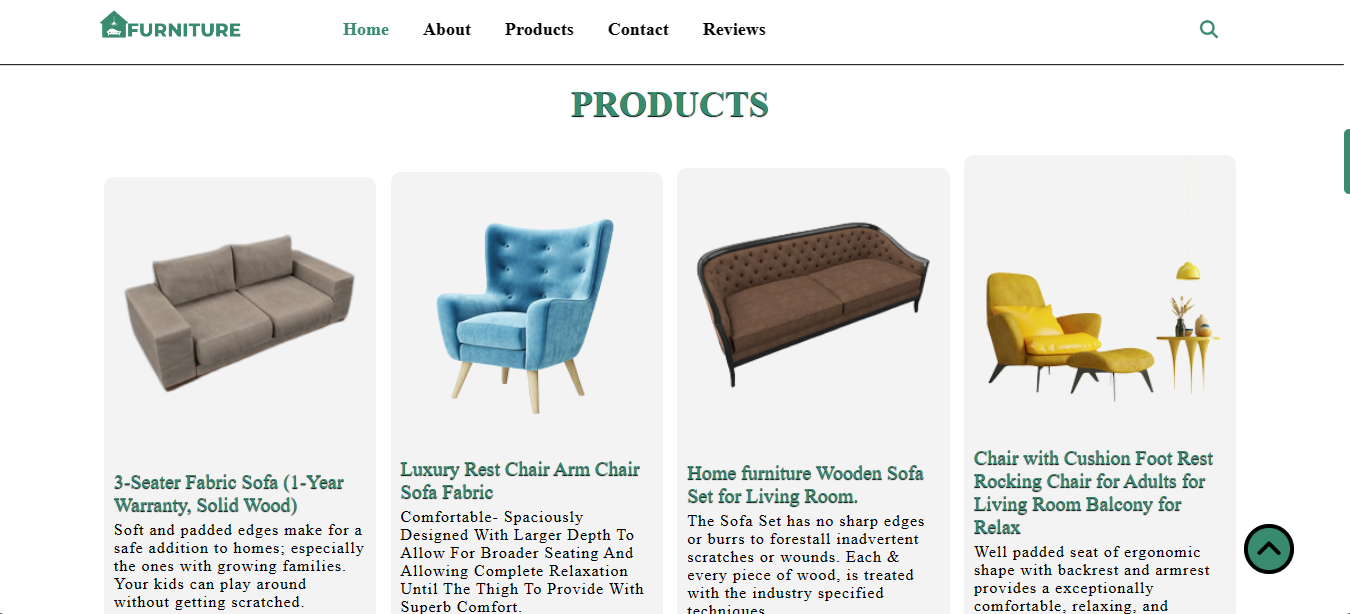 FURNITURE
Home About Products Contact Reviews
PRODUCTS
3-Seater Fabric Sofa (1-Year
Warranty, Solid Wood)
Soft and padded edges make for a
safe addition to homes; especially
the ones with growing families.
Your kids can play around
without getting scratched.
Luxury Rest Chair Arm Chair
Sofa Fabric
Comfortable- Spaciously
Designed With Larger Depth To
Allow For Broader Seating And
Allowing Complete Relaxation
Until The Thigh To Provide With
Superb Comfort.
Home furniture Wooden Sofa
Set for Living Room.
The Sofa Set has no sharp edges
or burrs to forestall inadvertent
scratches or wounds. Each &
every piece of wood, is treated
with the industry specified
techniques
Chair with Cushion Foot Rest
Rocking Chair for Adults for
Living Room Balcony for
Relax
Well padded seat of ergonomic
shape with backrest and armrest
provides a exceptionally
comfortable, relaxing, and